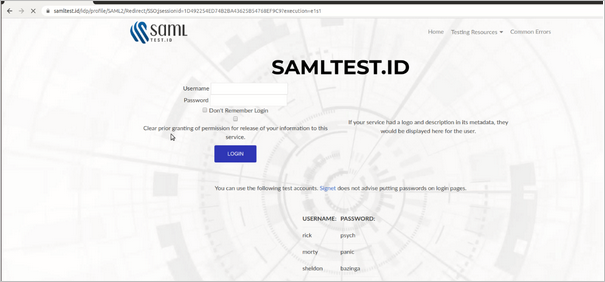 samltest.id/idp/profile/SAML2/Redirect/SSO;jsessionid=
saml
TEST.ID
Home Testing Resources Common Errors
SAMLTEST.ID
Username
Password
Don't Remember Login
Clear prior granting of permission for release of your information to this
service.
LOGIN
If your service had a logo and description in its metadata, they
would be displayed here for the user.
You can use the following test accounts. Signet does not advise putting passwords on login pages.
USERNAME: PASSWORD:
rick psych
morty panic
sheldon bazinga